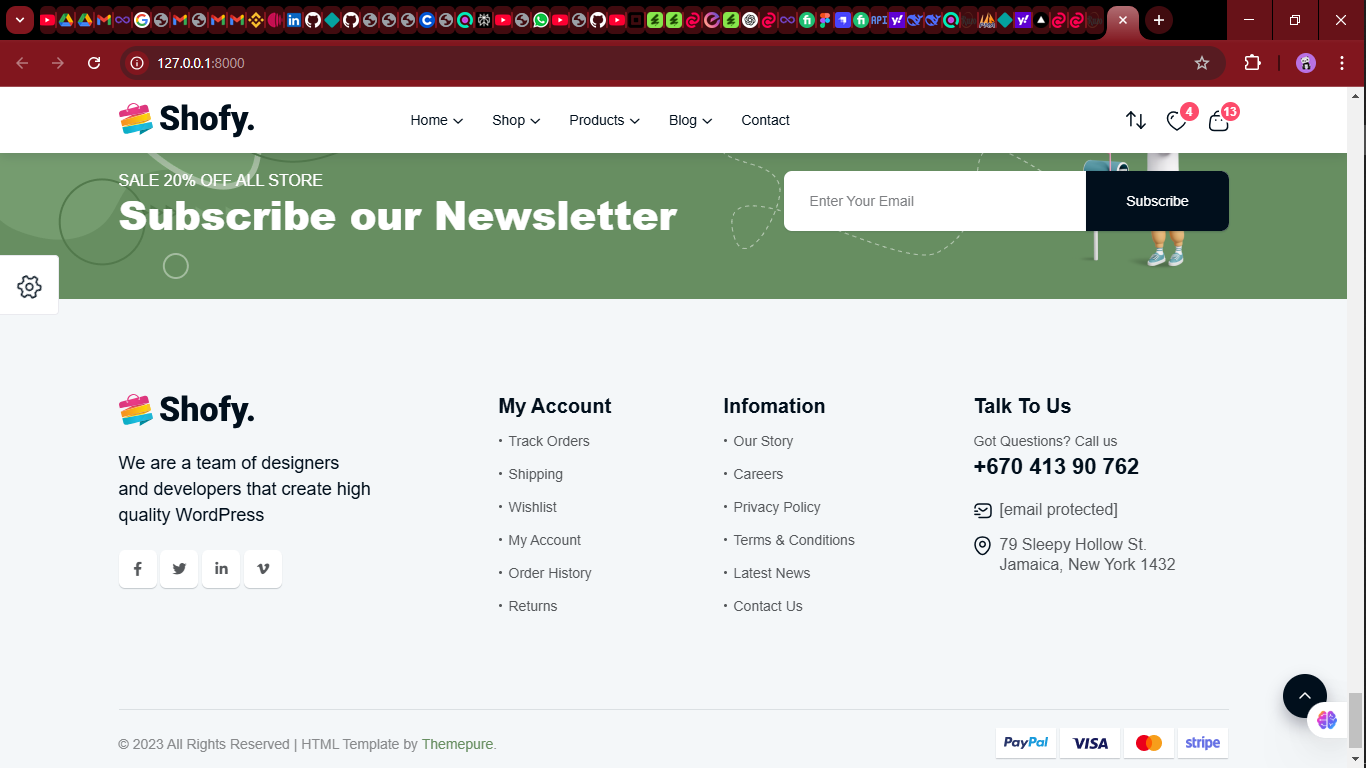 127.0.0.1:8000
Shofy.
Home
Shop
Products
Blog
Contact
4
13
SALE 20% OFF ALL STORE
Subscribe our Newsletter
Enter Your Email
Subscribe
Shofy.
We are a team of designers
and developers that create high
quality WordPress
My Account
Track Orders
Shipping
Wishlist
My Account
Order History
Returns
Infomation
Our Story
Careers
Privacy Policy
Terms & Conditions
Latest News
Contact Us
Talk To Us
Got Questions? Call us
+670 413 90 762
[email protected]
79 Sleepy Hollow St.
Jamaica, New York 1432
© 2023 All Rights Reserved | HTML Template by Themepure.
PayPal
VISA
stripe